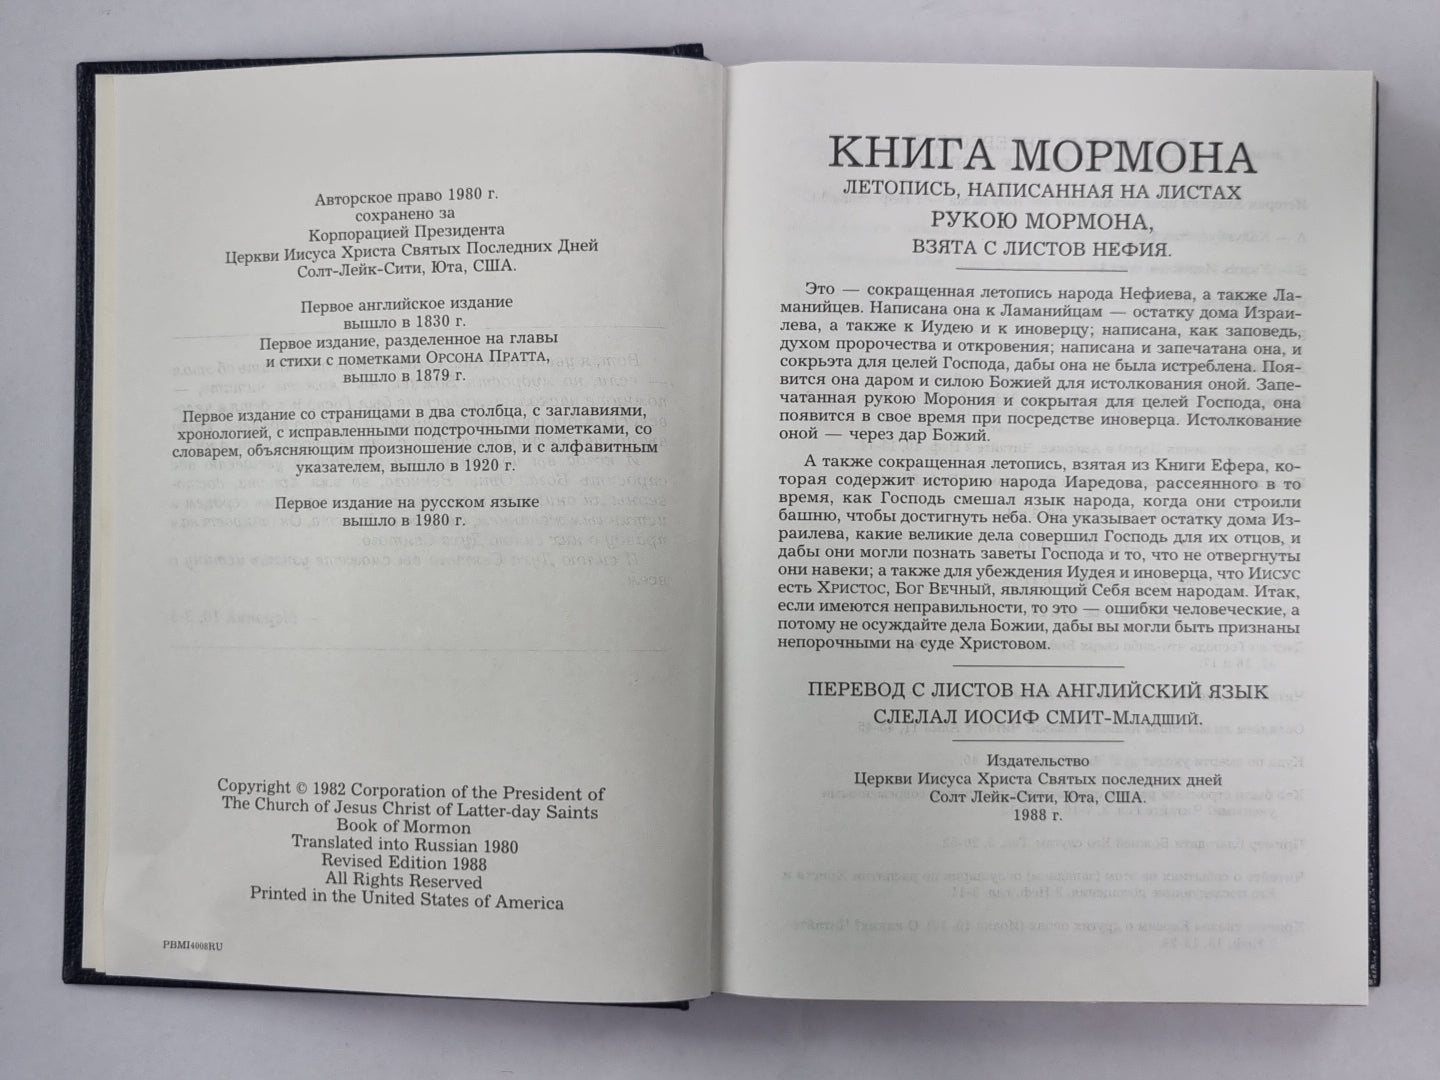 Авторское право 1980 г.
сохранено за
Корпорацией Президента
Церкви Иисуса Христа Святых Последних Дней
Солт-Лейк-Сити, Юта, США.
Первое английское издание
вышло в 1830 г.
Первое издание, разделенное на главы
и стихи с пометками Орсона Пратта,
вышло в 1879 г.
Первое издание со страницами в два столбца, с заглавиями,
хронологией, с исправленными подстрочными пометками, со
словарем, объясняющим произношение слов, и с алфавитным
указателем, вышло в 1920 г.
Первое издание на русском языке
вышло в 1980 г.
Copyright © 1982 Corporation of the President of
The Church of Jesus Christ of Latter-day Saints
Book of Mormon
Translated into Russian 1980
Revised Edition 1988
All Rights Reserved
Printed in the United States of America
PBMI4008RU
КНИГА МОРМОНА
ЛЕТОПИСЬ, НАПИСАННАЯ НА ЛИСТАХ
РУКОЮ МОРМОНА,
ВЗЯТА С ЛИСТОВ НЕФИЯ.
Это — сокращенная летопись народа Нефиева, а также Ла-
манийцев. Написана она к Ламанийцам — остатку дома Израи-
лева, а также к Иудею и к иноверцу; написана, как заповедь,
духом пророчества и откровения; написана и запечатана она, и
сокрьэта для целей Господа, дабы она не была истреблена. Поя-
вится она даром и силою Божией для истолкования оной. Запе-
чатанная рукою Морония и сокрытая для целей Господа, она
появится в свое время при посредстве иноверца. Истолкование
оной — через дар Божий.
А также сокращенная летопись, взятая из Книги Ефера, ко-
торая содержит историю народа Иаредова, рассеянного в то
время, как Господь смешал язык народа, когда они строили
башню, чтобы достигнуть неба. Она указывает остатку дома Из-
раилева, какие великие дела совершил Господь для их отцов, и
дабы они могли познать заветы Господа и то, что не отвергнуты
они навеки; а также для убеждения Иудея и иноверца, что Иисус
есть Христос, Бог Вечный, являющий Себя всем народам. Итак,
если имеются неправильности, то это — ошибки человеческие, а
потому не осуждайте дела Божии, дабы вы могли быть признаны
непорочными на суде Христовом.
ПЕРЕВОД С ЛИСТОВ НА АНГЛИЙСКИЙ ЯЗЫК
СЛЕЛАЛ ИОСИФ СМИТ-Младший.
Издательство
Церкви Иисуса Христа Святых последних дней
Солт Лейк-Сити, Юта, США.
1988 г.